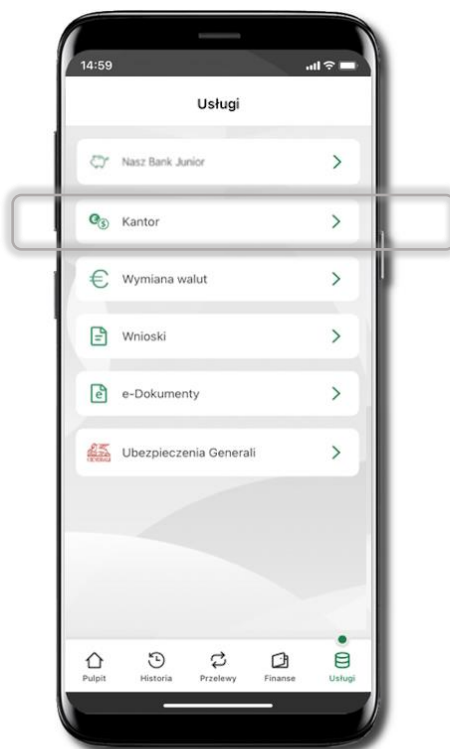 14:59
Usługi
Nasz Bank Junior
Kantor
Wymiana walut
Wnioski
e-Dokumenty
Ubezpieczenia Generali
Pulpit Historia Przelewy Finanse Usługi